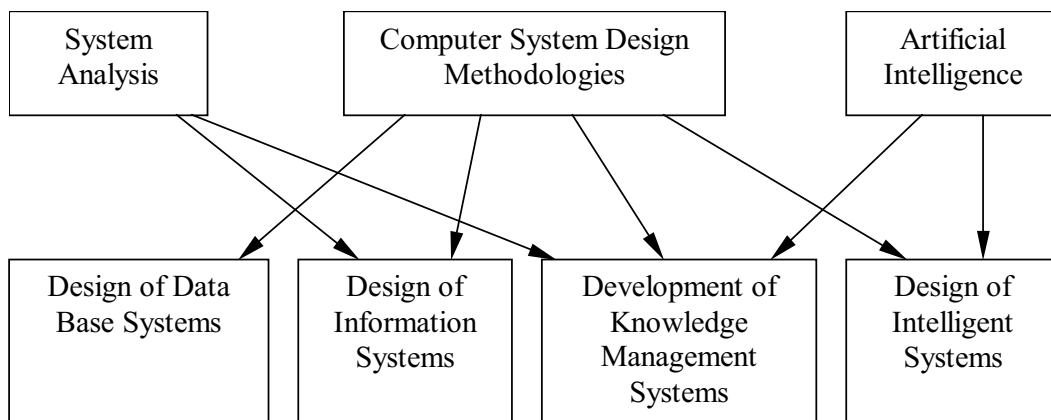 System
Analysis
Computer System Design
Methodologies
Artificial
Intelligence
Design of Data
Base Systems
Design of
Information
Systems
Development of
Knowledge
Management
Systems
Design of
Intelligent
Systems